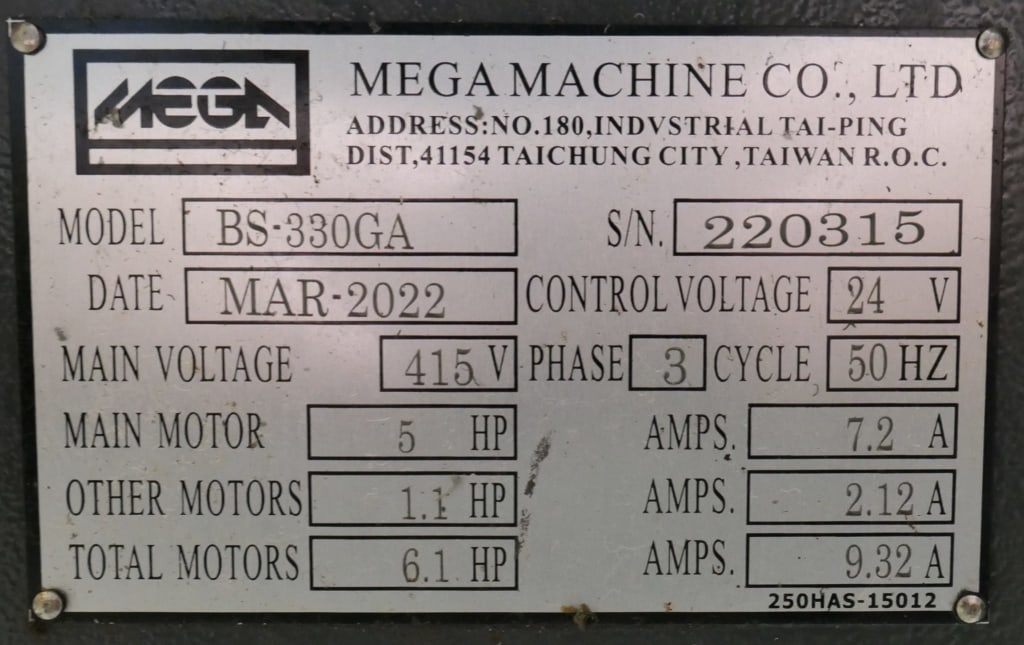 MEGA
MEGA MACHINE CO., LTD
ADDRESS:NO.180,INDVSTRIAL TAI-PING
DIST,41154 TAICHUNG CITY,TAIWAN R.O.C.
MODEL BS-330GA S/N. 220315
DATE MAR-2022 CONTROL VOLTAGE 24 V
MAIN VOLTAGE 415 V PHASE 3 CYCLE 50 HZ
MAIN MOTOR 5 HP AMPS. 7.2 A
OTHER MOTORS 1.1 HP AMPS. 2.12 A
TOTAL MOTORS 6.1 HP AMPS. 9.32 A
250HAS-15012